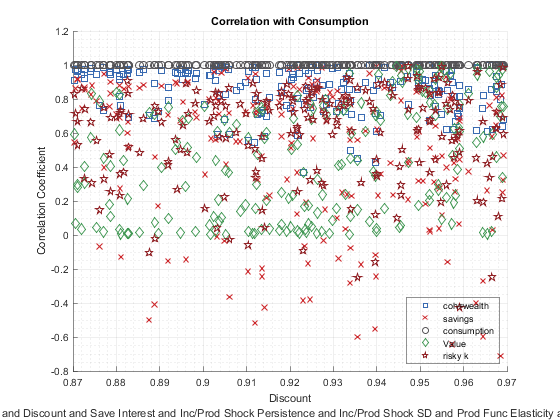 Correlation with Consumption
Correlation Coefficient
1.2
1
0.8
0.6
0.4
0.2
0
-0.2
-0.4
-0.6
-0.8
0.87
0.88
0.89
0.9
0.91
0.92
0.93
0.94
0.95
0.96
0.97
Discount
cohwealth
savings
consumption
Value
risky k
and Discount and Save Interest and Inc/Prod Shock Persistence and Inc/Prod Shock SD and Prod Func Elasticity a